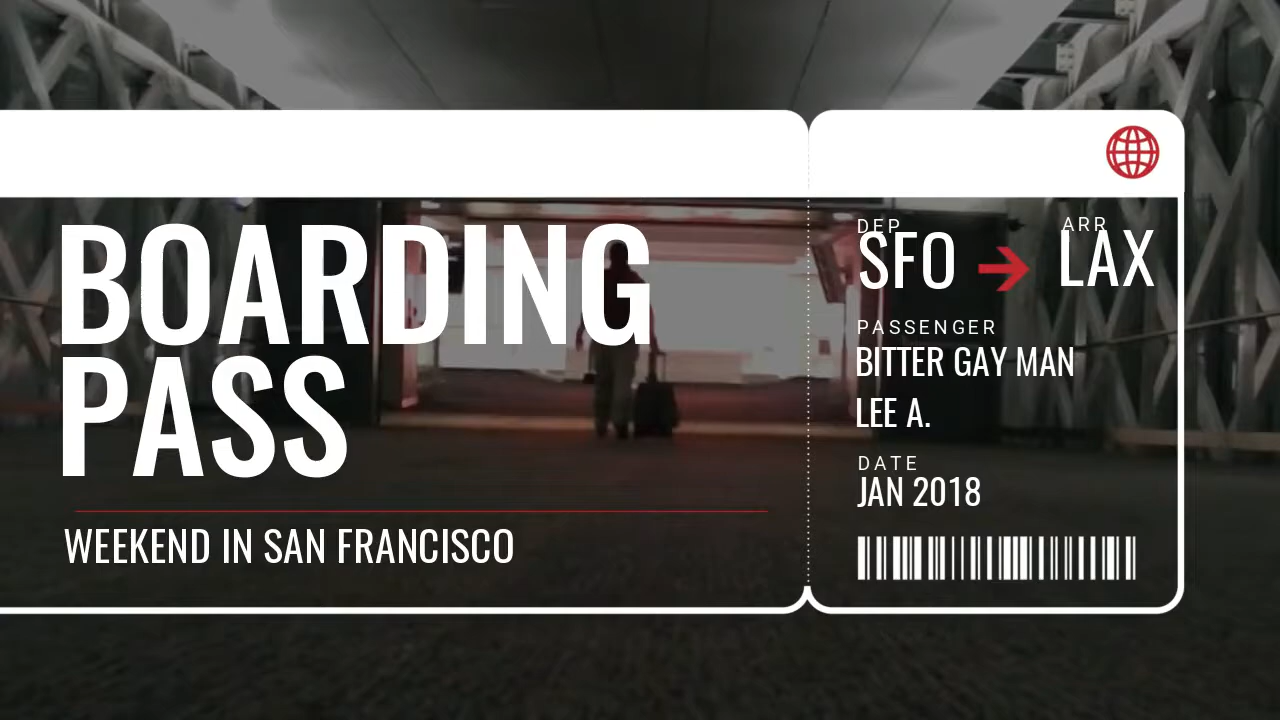 BOARDING
PASS
WEEKEND IN SAN FRANCISCO
DEP
ARR
SFO
LAX
PASSENGER
BITTER GAY MAN
LEE A.
DATE
JAN 2018